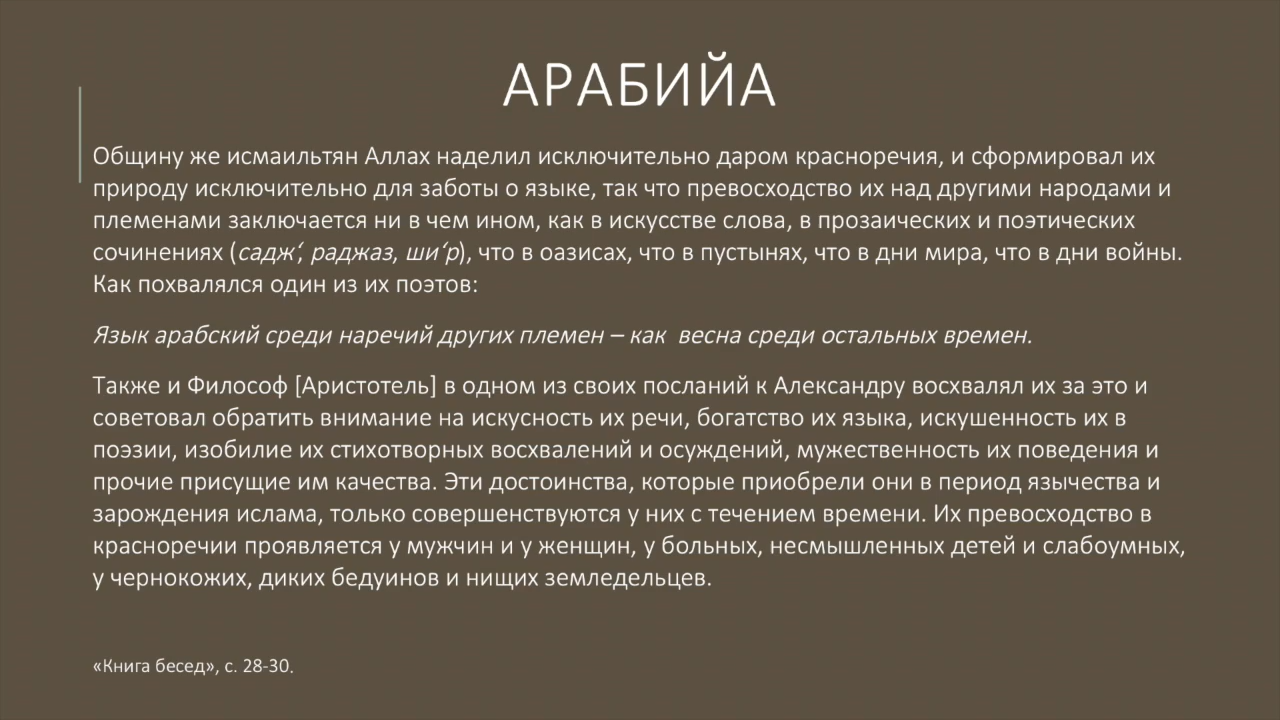 АРАБИЙА
Общину же исмаильтян Аллах наделил исключительно даром красноречия, и сформировал их
природу исключительно для заботы о языке, так что превосходство их над другими народами и
племенами заключается ни в чем ином, как в искусстве слова, в прозаических и поэтических
сочинениях (садж‘, раджаз, ши‘р), что в оазисах, что в пустынях, что в дни мира, что в дни войны.
Как похвалялся один из их поэтов:
Язык арабский среди наречий других племен – как  весна среди остальных времен.
Также и Философ [Аристотель] в одном из своих посланий к Александру восхвалял их за это и
советовал обратить внимание на искусность их речи, богатство их языка, искушенность их в
поэзии, изобилие их стихотворных восхвалений и осуждений, мужественность их поведения и
прочие присущие им качества. Эти достоинства, которые приобрели они в период язычества и
зарождения ислама, только совершенствуются у них с течением времени. Их превосходство в
красноречии проявляется у мужчин и у женщин, у больных, несмышленных детей и слабоумных,
у чернокожих, диких бедуинов и нищих земледельцев.
«Книга бесед», с. 28-30.